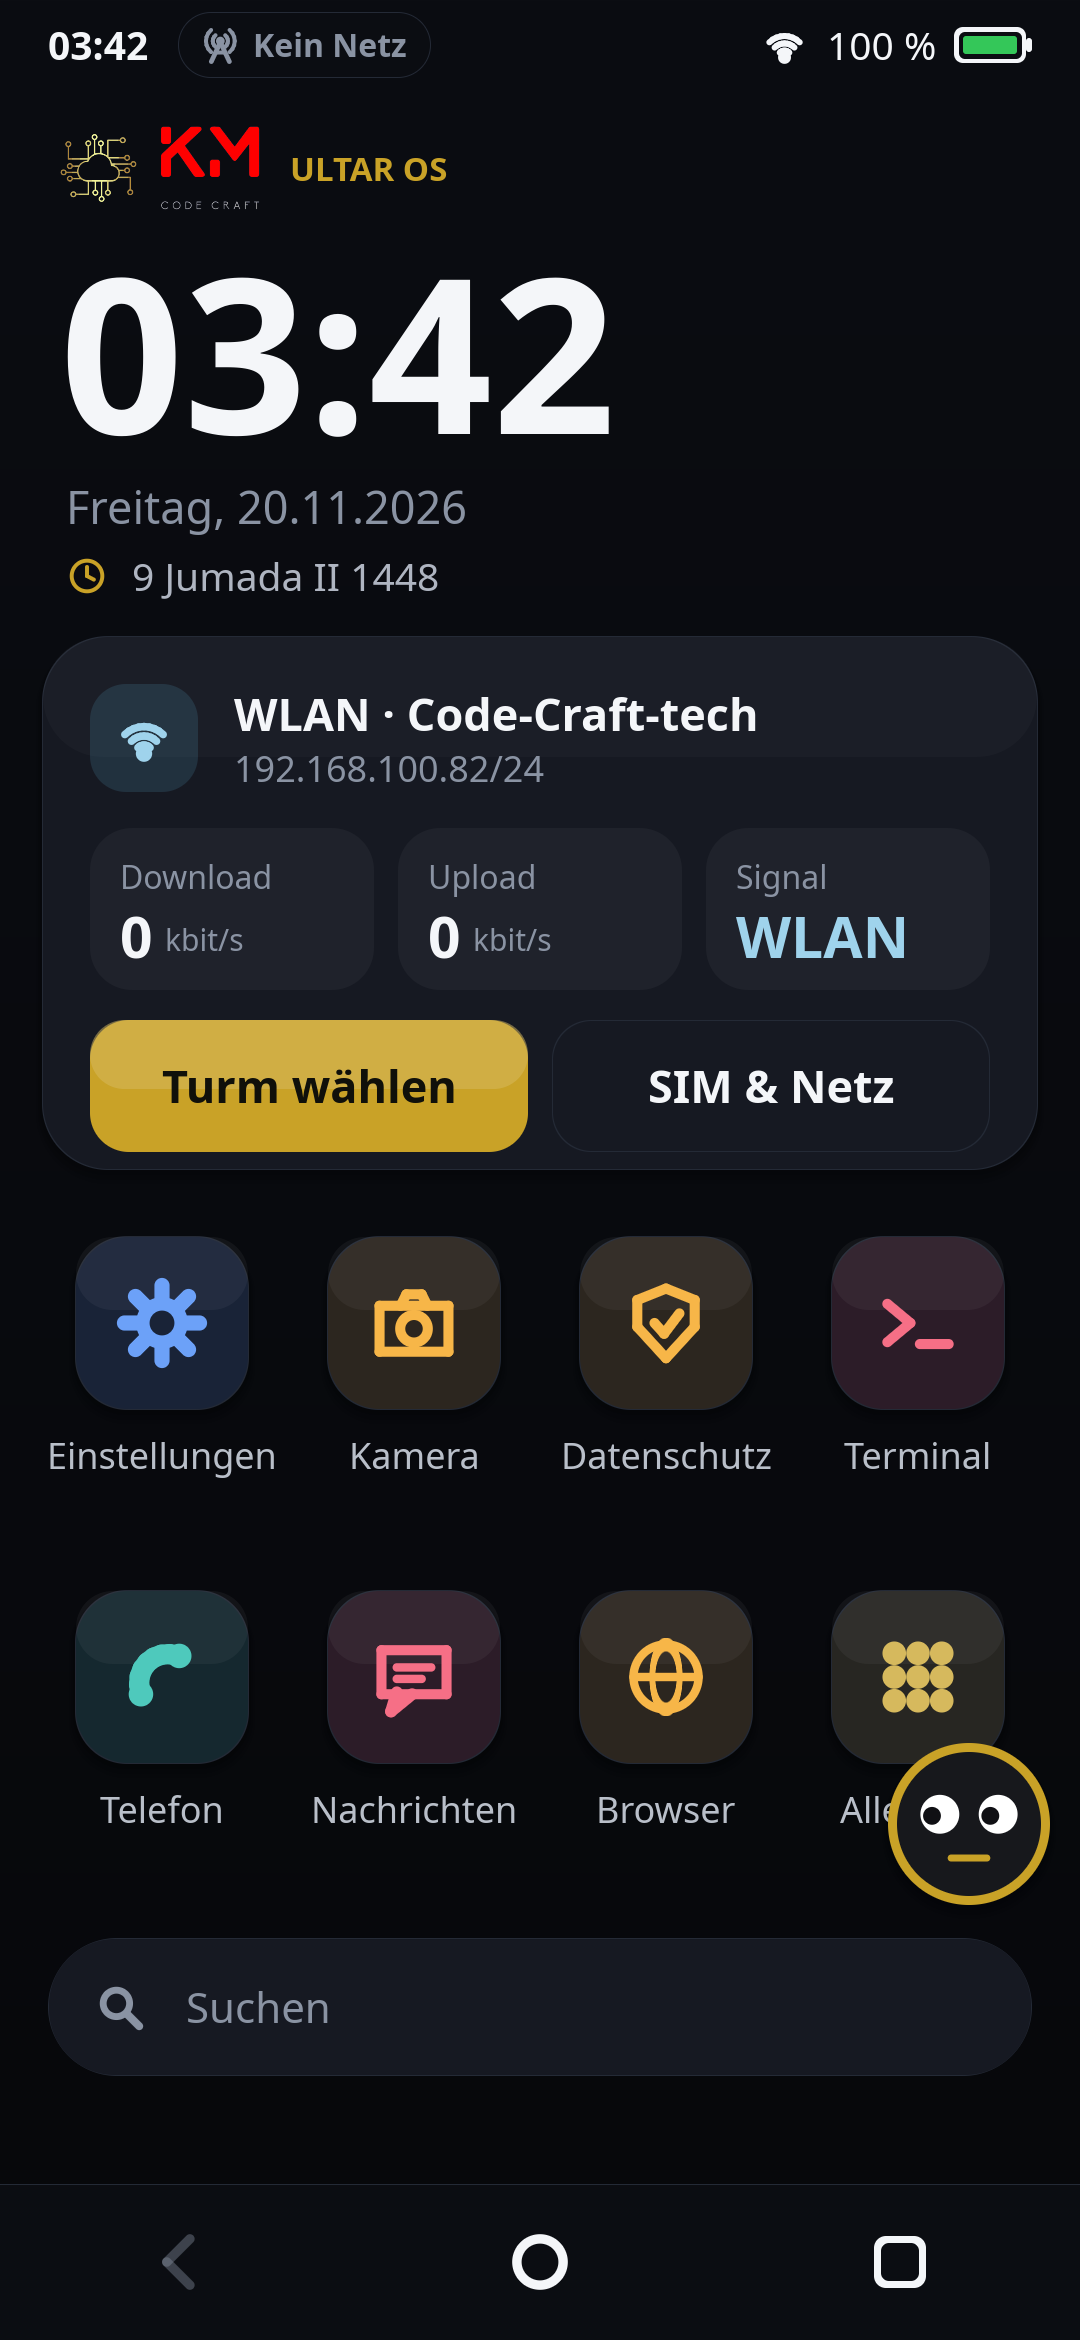 03:42 Kein Netz 100 %
KM
CODE CRAFT
ULTAR OS
03:42
Freitag, 20.11.2026
9 Jumada II 1448
WLAN · Code-Craft-tech
192.168.100.82/24
Download Upload Signal
0 kbit/s 0 kbit/s WLAN
Turm wählen SIM & Netz
Einstellungen Kamera Datenschutz Terminal
Telefon Nachrichten Browser
Suchen